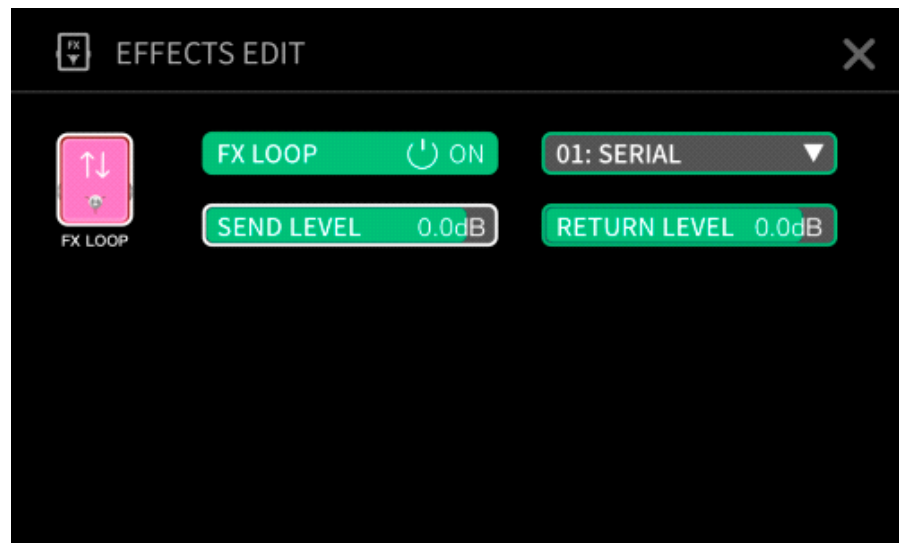 FX EFFECTS EDIT
FX LOOP ON 01: SERIAL
SEND LEVEL 0.0dB RETURN LEVEL 0.0dB
FX LOOP